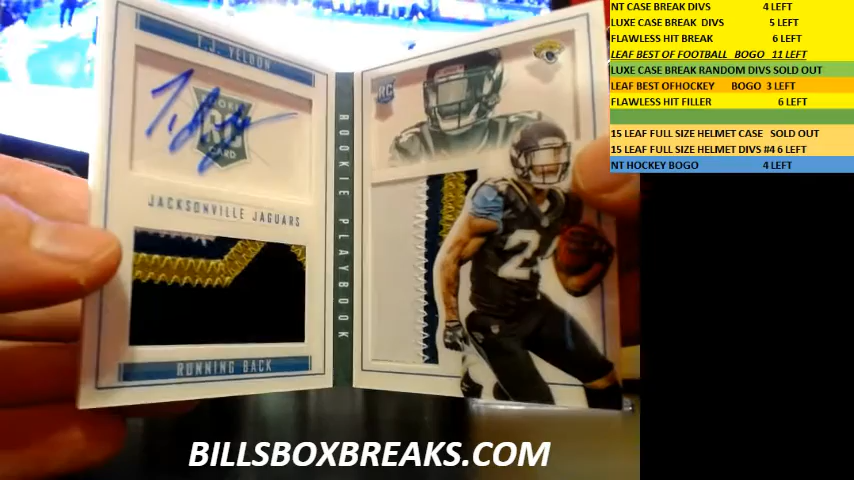 T.J. YELDON
RC
ROOKIE
RC
CARD
JACKSONVILLE JAGUARS
RUNNING BACK
ROOKIE PLAYBOOK
2
BILLSBOXBREAKS.COM
NT CASE BREAK DIVS 4 LEFT
LUXE CASE BREAK DIVS 5 LEFT
FLAWLESS HIT BREAK 6 LEFT
LEAF BEST OF FOOTBALL BOGO 11 LEFT
LUXE CASE BREAK RANDOM DIVS SOLD OUT
LEAF BEST OFHOCKEY BOGO 3 LEFT
FLAWLESS HIT FILLER 6 LEFT
15 LEAF FULL SIZE HELMET CASE SOLD OUT
15 LEAF FULL SIZE HELMET DIVS #4 6 LEFT
NT HOCKEY BOGO 4 LEFT